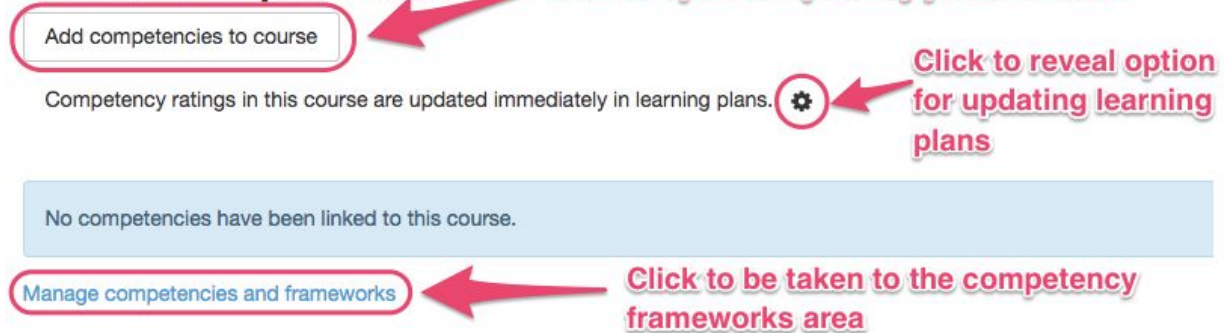 Add competencies to course
Click to reveal option
for updating learning
plans
Competency ratings in this course are updated immediately in learning plans.
No competencies have been linked to this course.
Manage competencies and frameworks
Click to be taken to the competency
frameworks area